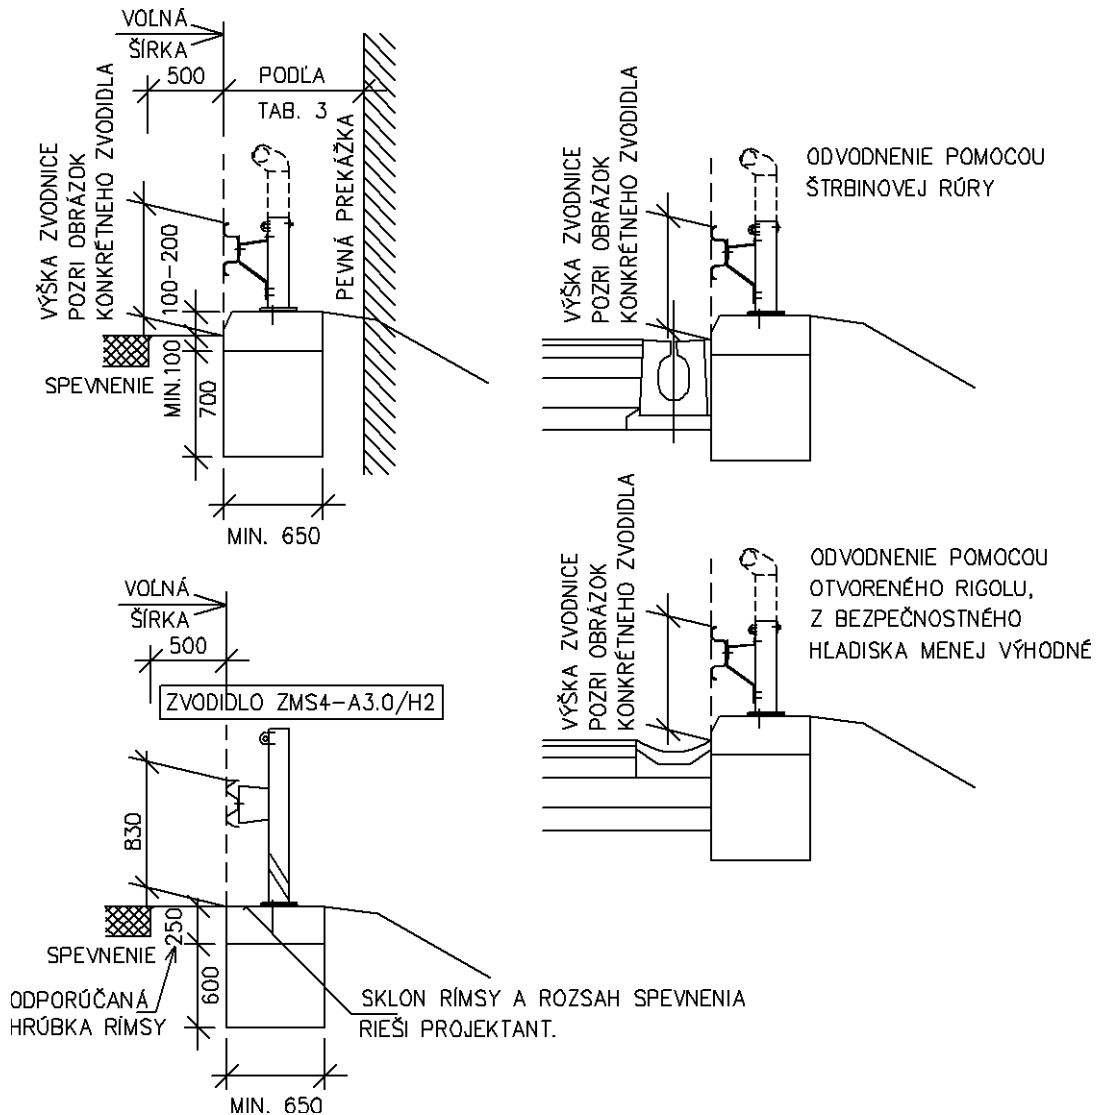 VOĽNÁ
ŠÍRKA
500
PODĽA
TAB. 3
VÝŠKA ZVODNICE
POZRI OBRÁZOK
KONKRÉTNEHO ZVODIDLA
PEVNÁ PREKÁŽKA
100-200
MIN.100
700
SPEVNENIE
MIN. 650
VÝŠKA ZVODNICE
POZRI OBRÁZOK
KONKRÉTNEHO ZVODIDLA
ODVODNENIE POMOCOU
ŠTRBINOVEJ RÚRY
VÝŠKA ZVODNICE
POZRI OBRÁZOK
KONKRÉTNEHO ZVODIDLA
ODVODNENIE POMOCOU
OTVORENÉHO RIGOLU,
Z BEZPEČNOSTNÉHO
HĽADISKA MENEJ VÝHODNÉ
VOĽNÁ
ŠÍRKA
500
ZVODIDLO ZMS4-A3.0/H2
830
SPEVNENIE
250
600
ODPORÚČANÁ
HRÚBKA RÍMSY
SKLON RÍMSY A ROZSAH SPEVNENIA
RIEŠI PROJEKTANT.
MIN. 650